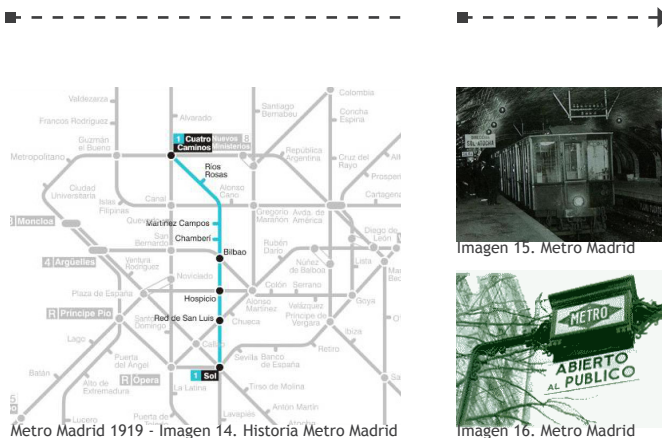 Colombia
Valdezarza
Santiago
Bernabeu
Concha
Espina
Alvarado
Francos Rodríguez
Guzmán
el Bueno
1 Cuatro
Caminos
Nuevos 8
Ministerios
República
Argentina
Metropolitano
Cruz del
Rayo
Ríos
Rosas
Ciudad
Universitaria
Alonso
Cano
Islas
Filipinas
Canal
Gregorio
Marañón
Avda. de
América
Moncloa
Martínez Campos
Diego de
León
San
Bernardo
Chamberí
Bilbao
Rubén
Darío
4 Argüelles
Ventura
Rodríguez
Núñez
de Balboa
Lista
Noviciado
Colón
Serrano
Plaza de España
Hospicio
Alonso
Martínez
Velázquez
Goya
R Príncipe Pío
Santo
Domingo
Red de San Luis
Chueca
Príncipe de
Vergara
Ibiza
Lago
Callao
Retiro
Puerta
del Ángel
Sevilla
Banco
de España
Batán
R Ópera
1 Sol
Alto de
Extremadura
La Latina
Tirso de Molina
Antón Martín
Lucero
Puerta de
Lavapiés
Atocha
Metro Madrid 1919 - Imagen 14. Historia Metro Madrid
Imagen 15. Metro Madrid
METRO
ABIERTO
AL PUBLICO
Imagen 16. Metro Madrid